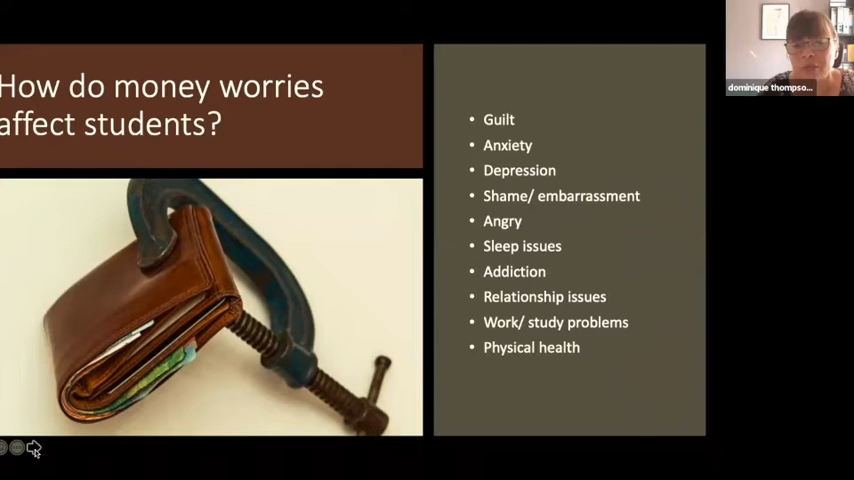 How do money worries
affect students?
• Guilt
• Anxiety
• Depression
• Shame/ embarrassment
• Angry
• Sleep issues
• Addiction
• Relationship issues
• Work/ study problems
• Physical health
dominique thompso...